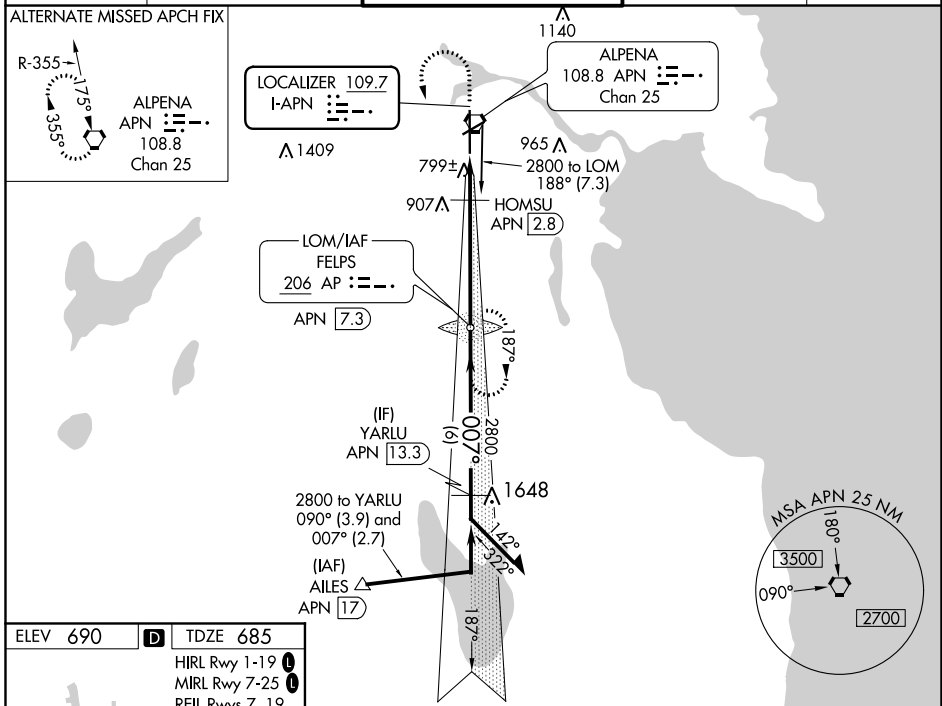 ALTERNATE MISSED APCH FIX
R-355
175°
355°
ALPENA
APN
108.8
Chan 25
1140
LOCALIZER 109.7
I-APN
ALPENA
108.8 APN
Chan 25
1409
965
799±
2800 to LOM
188° (7.3)
907
HOMSU
APN 2.8
LOM/IAF
FELPS
206 AP
APN 7.3
187°
(IF)
YARLU
APN 13.3
007°
(6)
2800
1648
2800 to YARLU
090° (3.9) and
007° (2.7)
142°
322°
(IAF)
AILES
APN 17
187°
MSA APN 25 NM
180°
3500
090°
2700
ELEV 690
D
TDZE 685
HIRL Rwy 1-19 L
MIRL Rwy 7-25 L
REIL Rwys 7, 19